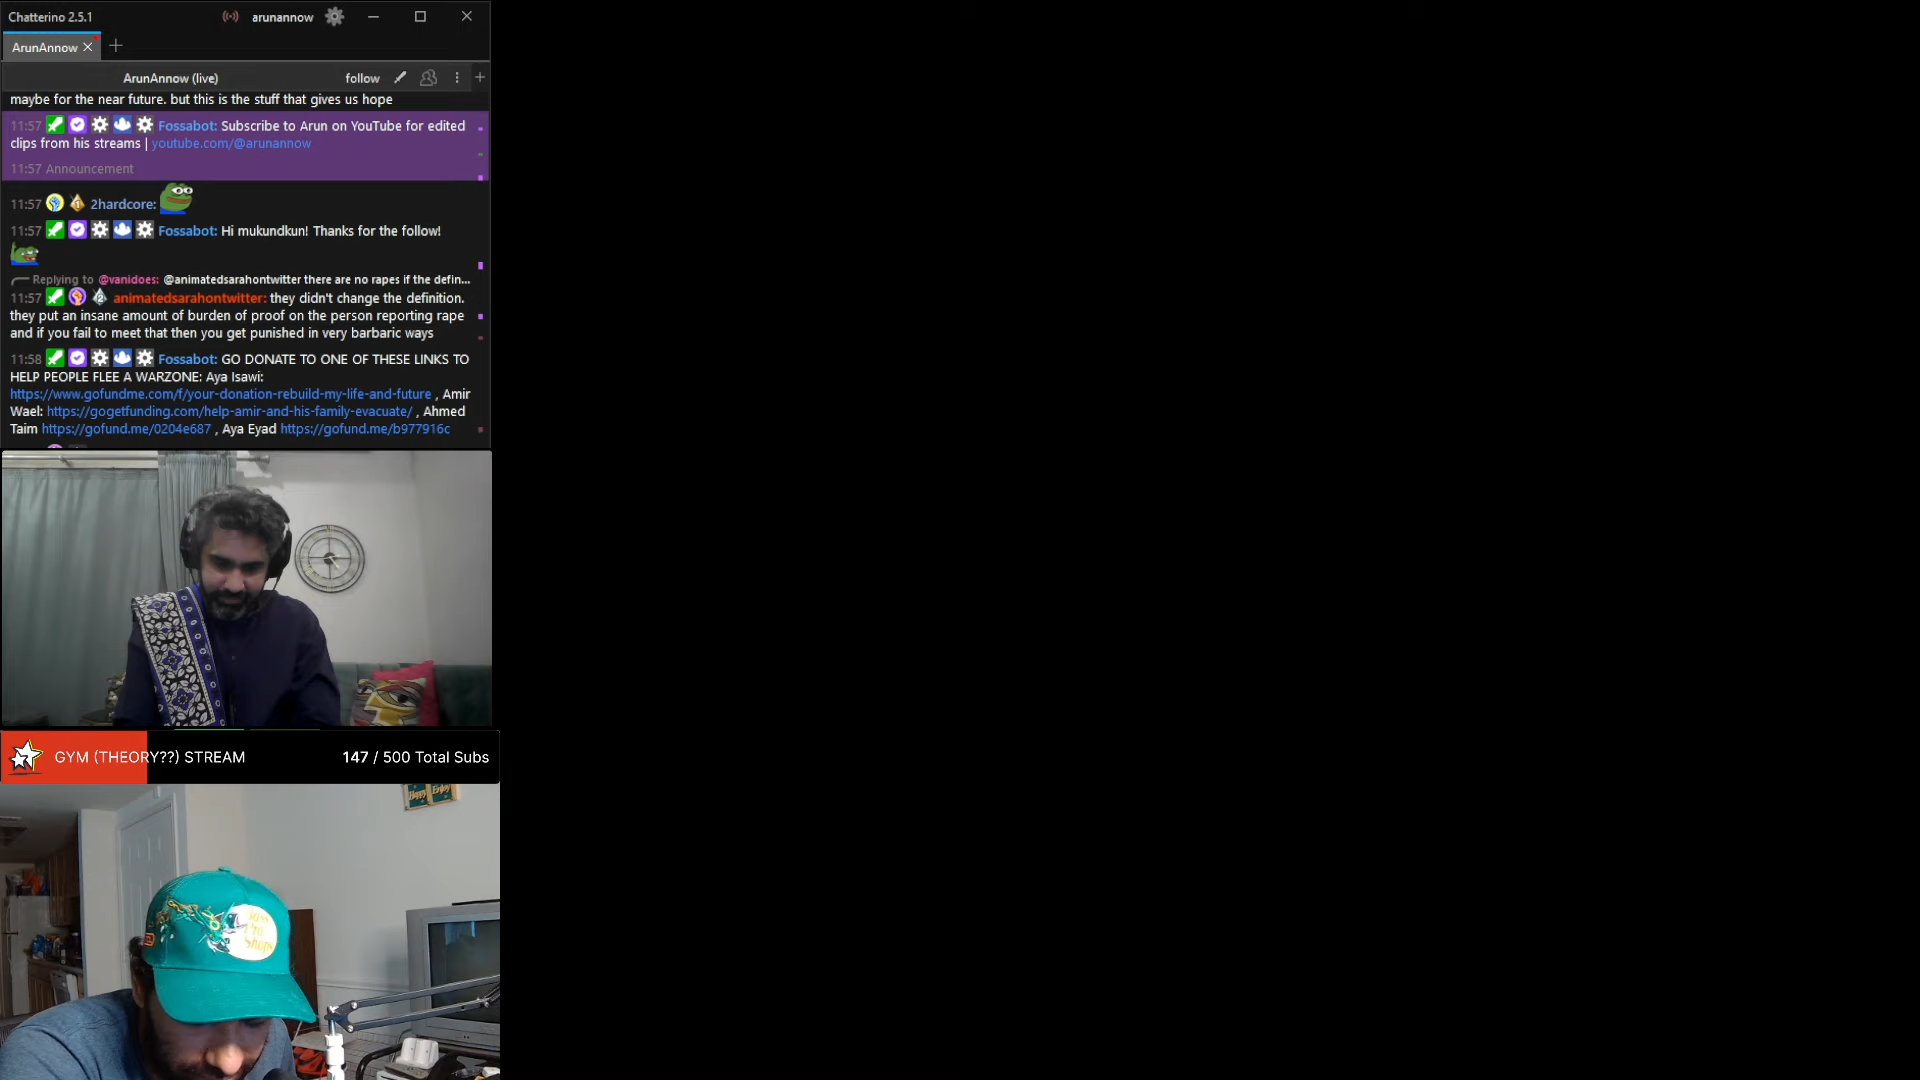 Chatterino 2.5.1
arunannow
ArunAnnow
ArunAnnow (live)
follow
maybe for the near future. but this is the stuff that gives us hope
11:57 Fossabot: Subscribe to Arun on YouTube for edited
clips from his streams | youtube.com/@arunannow
11:57 Announcement
11:57 2hardcore:
11:57 Fossabot: Hi mukundkun! Thanks for the follow!
Replying to @vanidoes: @animatedsarahontwitter there are no rapes if the defin...
11:57 animatedsarahontwitter: they didn't change the definition.
they put an insane amount of burden of proof on the person reporting rape
and if you fail to meet that then you get punished in very barbaric ways
11:58 Fossabot: GO DONATE TO ONE OF THESE LINKS TO
HELP PEOPLE FLEE A WARZONE: Aya Isawi:
https://www.gofundme.com/f/your-donation-rebuild-my-life-and-future , Amir
Wael: https://gogetfunding.com/help-amir-and-his-family-evacuate/ , Ahmed
Taim https://gofund.me/0204e687 , Aya Eyad https://gofund.me/b977916c
GYM (THEORY??) STREAM
147 / 500 Total Subs
Happy Enjoy
Bass
Pro
Shops